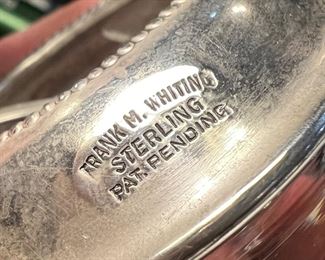 FRANK M. WHITING
STERLING
PAT. PENDING.